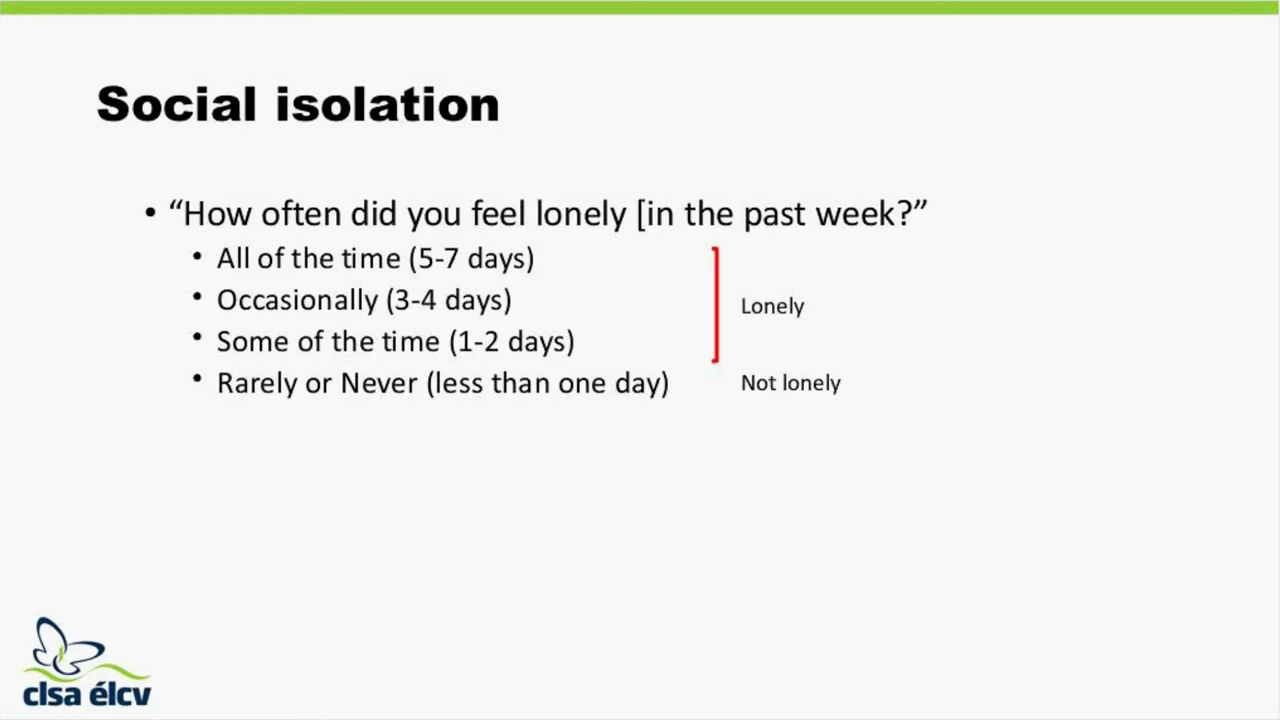 Social isolation
• “How often did you feel lonely [in the past week?”
• All of the time (5-7 days)
• Occasionally (3-4 days)
• Some of the time (1-2 days)
Lonely
• Rarely or Never (less than one day)
Not lonely
clsa élcv